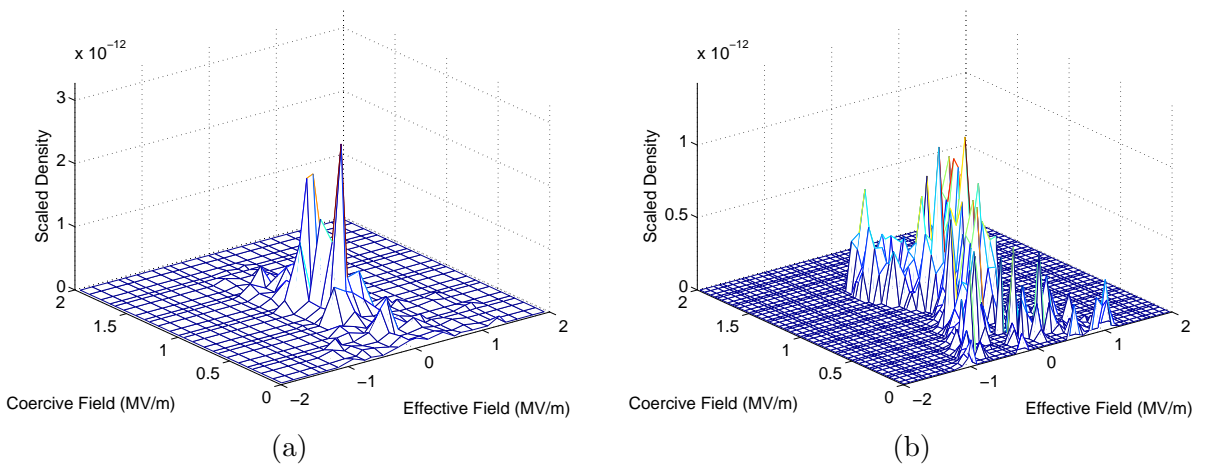 x 10⁻¹²
3
2
1
0
Scaled Density
2
1.5
1
0.5
0
Coercive Field (MV/m)
−2
−1
0
1
2
Effective Field (MV/m)
(a)
x 10⁻¹²
1
0.5
0
Scaled Density
2
1.5
1
0.5
0
Coercive Field (MV/m)
−2
−1
0
1
2
Effective Field (MV/m)
(b)